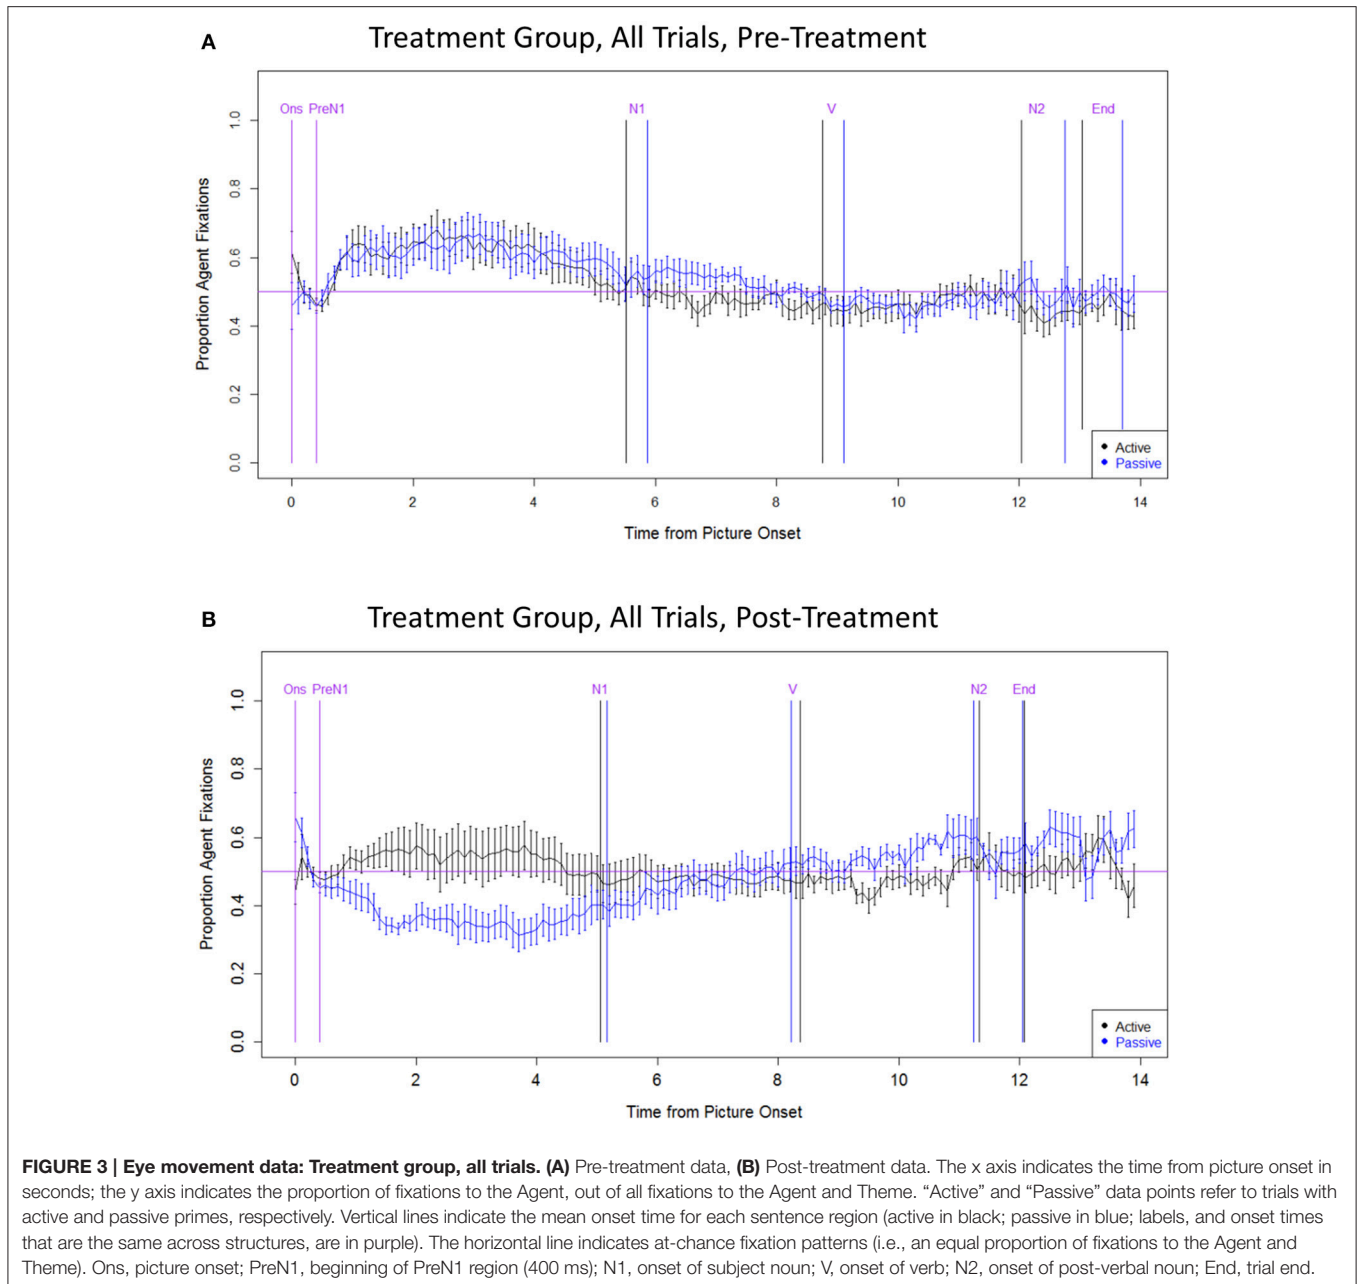 A
Treatment Group, All Trials, Pre-Treatment
Ons PreN1 N1 V N2 End
1.0
0.8
0.6
0.4
0.2
0.0
Proportion Agent Fixations
Active
Passive
0 2 4 6 8 10 12 14
Time from Picture Onset
B
Treatment Group, All Trials, Post-Treatment
Ons PreN1 N1 V N2 End
1.0
0.8
0.6
0.4
0.2
0.0
Proportion Agent Fixations
Active
Passive
0 2 4 6 8 10 12 14
Time from Picture Onset
FIGURE 3 | Eye movement data: Treatment group, all trials. (A) Pre-treatment data, (B) Post-treatment data. The x axis indicates the time from picture onset in
seconds; the y axis indicates the proportion of fixations to the Agent, out of all fixations to the Agent and Theme. “Active” and “Passive” data points refer to trials with
active and passive primes, respectively. Vertical lines indicate the mean onset time for each sentence region (active in black; passive in blue; labels, and onset times
that are the same across structures, are in purple). The horizontal line indicates at-chance fixation patterns (i.e., an equal proportion of fixations to the Agent and
Theme). Ons, picture onset; PreN1, beginning of PreN1 region (400 ms); N1, onset of subject noun; V, onset of verb; N2, onset of post-verbal noun; End, trial end.